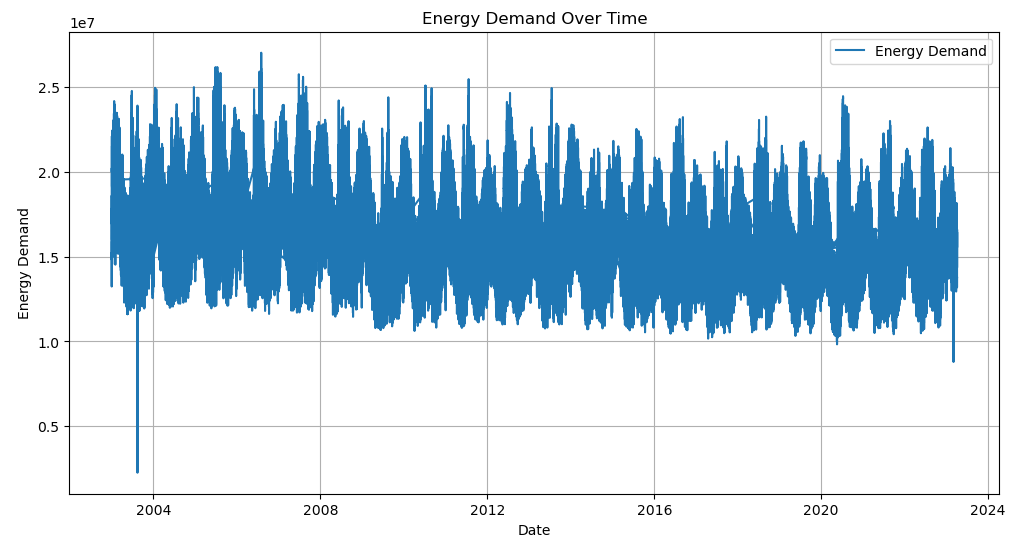 Energy Demand Over Time
1e7
Energy Demand
2.5
2.0
1.5
1.0
0.5
Energy Demand
2004 2008 2012 2016 2020 2024
Date